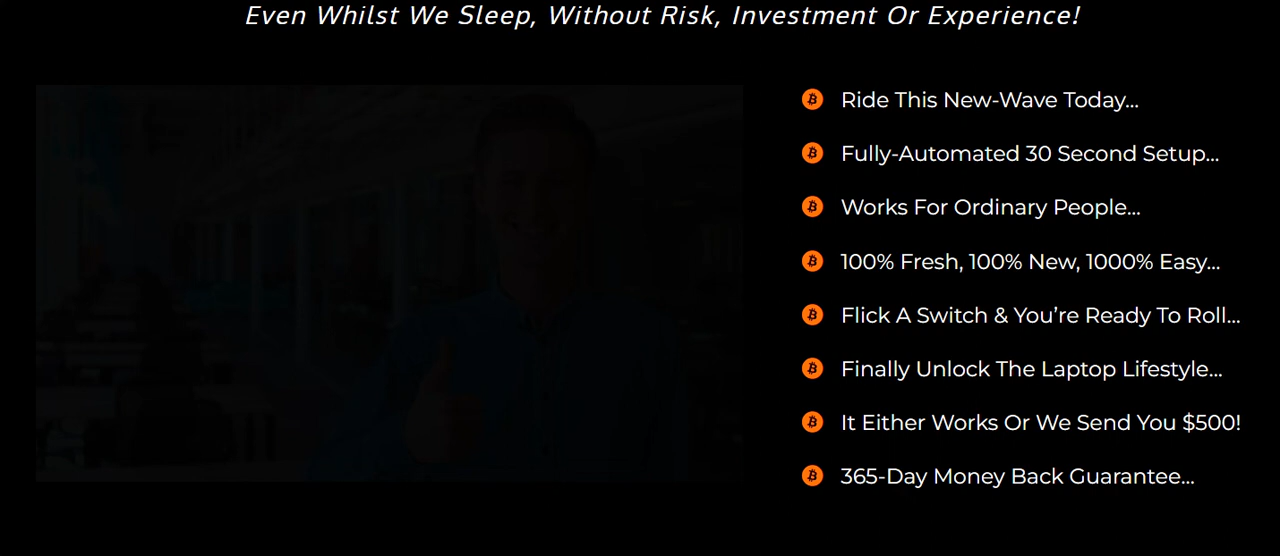 Even Whilst We Sleep, Without Risk, Investment Or Experience!
Ride This New-Wave Today...
Fully-Automated 30 Second Setup...
Works For Ordinary People...
100% Fresh, 100% New, 1000% Easy...
Flick A Switch & You’re Ready To Roll...
Finally Unlock The Laptop Lifestyle...
It Either Works Or We Send You $500!
365-Day Money Back Guarantee...